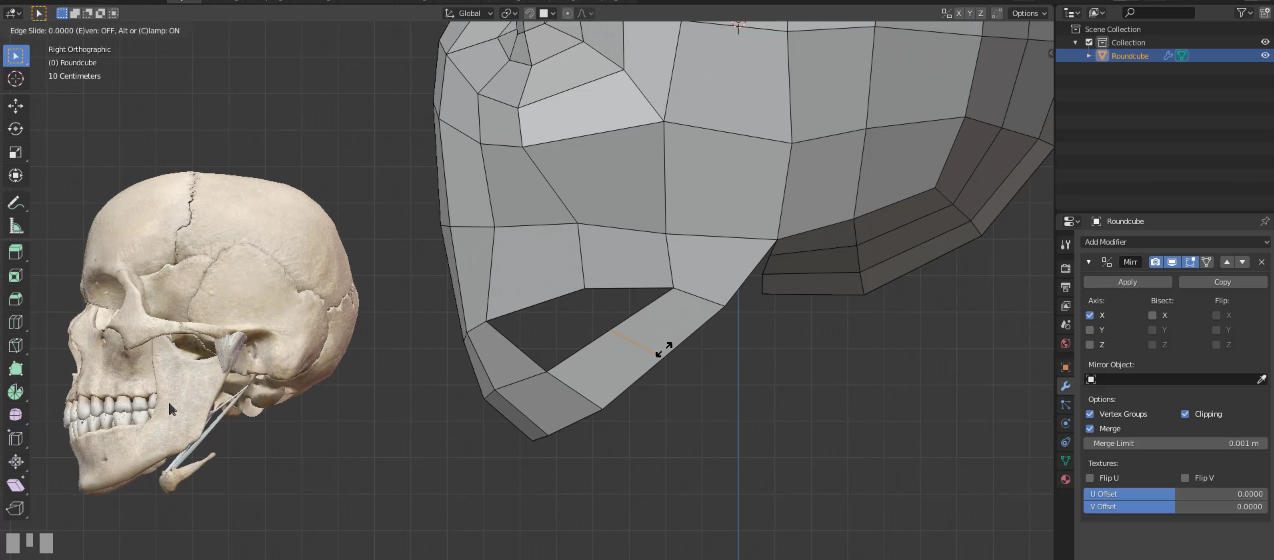 Global
Options
Scene Collection
Edge Slide: 0.0000 (E)ven: OFF, Alt or (C)lamp: ON
X Y Z
Collection
Right Orthographic
Roundcube
(0) Roundcube
10 Centimeters
Roundcube
Add Modifier
Mirr
Apply
Copy
Axis:
Bisect:
Flip:
X
X
X
Y
Y
Y
Z
Z
Z
Mirror Object:
Options:
Vertex Groups
Clipping
Merge
Merge Limit
0.001 m
Textures:
Flip U
Flip V
U Offset
0.0000
V Offset
0.0000